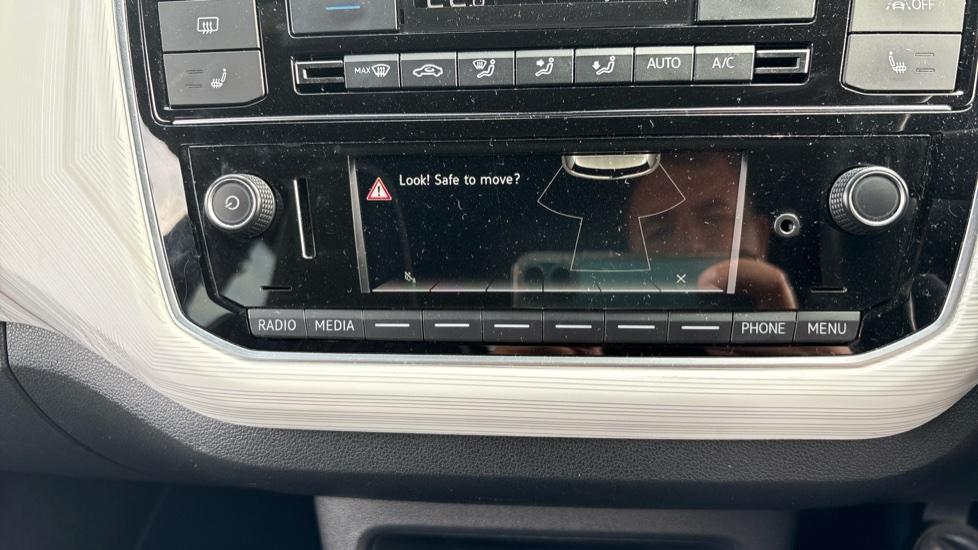 OFF
MAX
AUTO
A/C
Look! Safe to move?
RADIO
MEDIA
PHONE
MENU